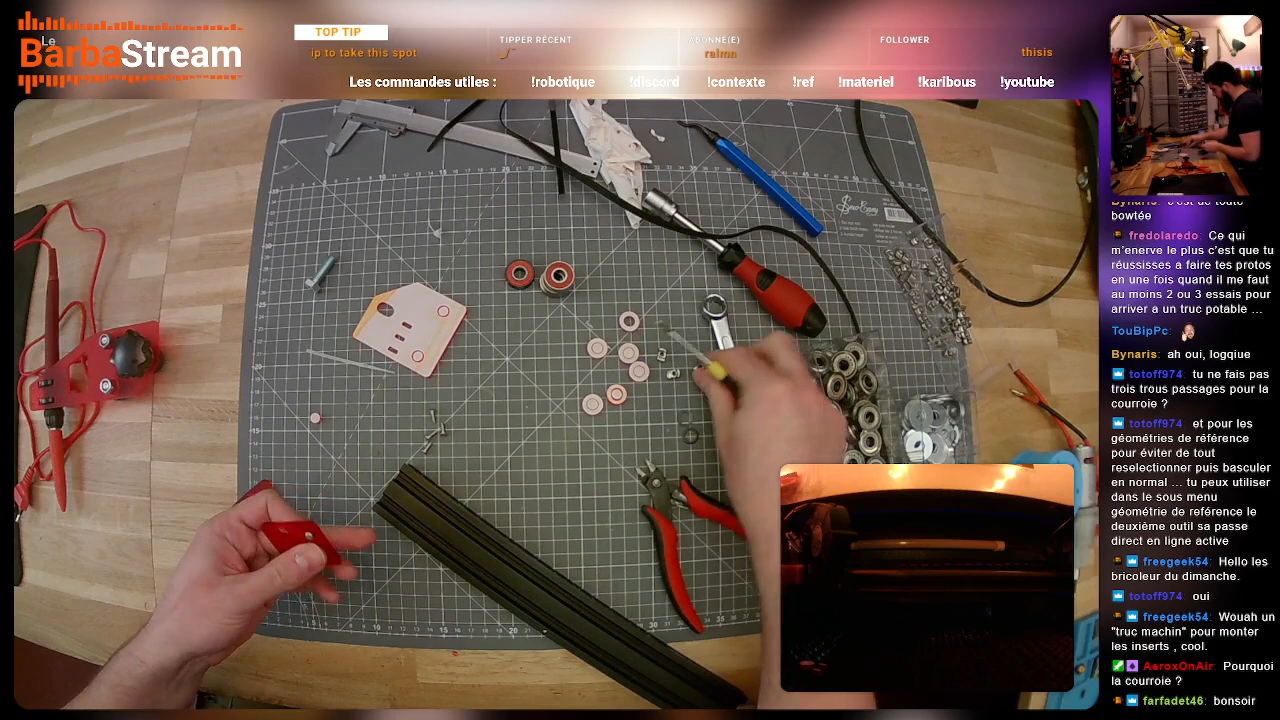 Le
BarbaStream
TOP TIP
ip to take this spot
TIPPER RÉCENT
ABONNÉ(E)
ralmn
FOLLOWER
thisis
Les commandes utiles : !robotique !discord !contexte !ref !materiel !karibous !youtube
Bynaris: c'est de toute
bowtée
fredolaredo: Ce qui
m'enerve le plus c'est que tu
réussisses a faire tes protos
en une fois quand il me faut
au moins 2 ou 3 essais pour
arriver a un truc potable ...
TouBipPc:
Bynaris: ah oui, logqiue
totoff974: tu ne fais pas
trois trous passages pour la
courroie ?
totoff974: et pour les
géométries de référence
pour éviter de tout
reselectionner puis basculer
en normal ... tu peux utiliser
dans le sous menu
géométrie de reférence le
deuxième outil sa passe
direct en ligne active
freegeek54: Hello les
bricoleur du dimanche.
totoff974: oui
freegeek54: Wouah un
"truc machin" pour monter
les inserts , cool.
AeroxOnAir: Pourquoi
la courroie ?
farfadet46: bonsoir